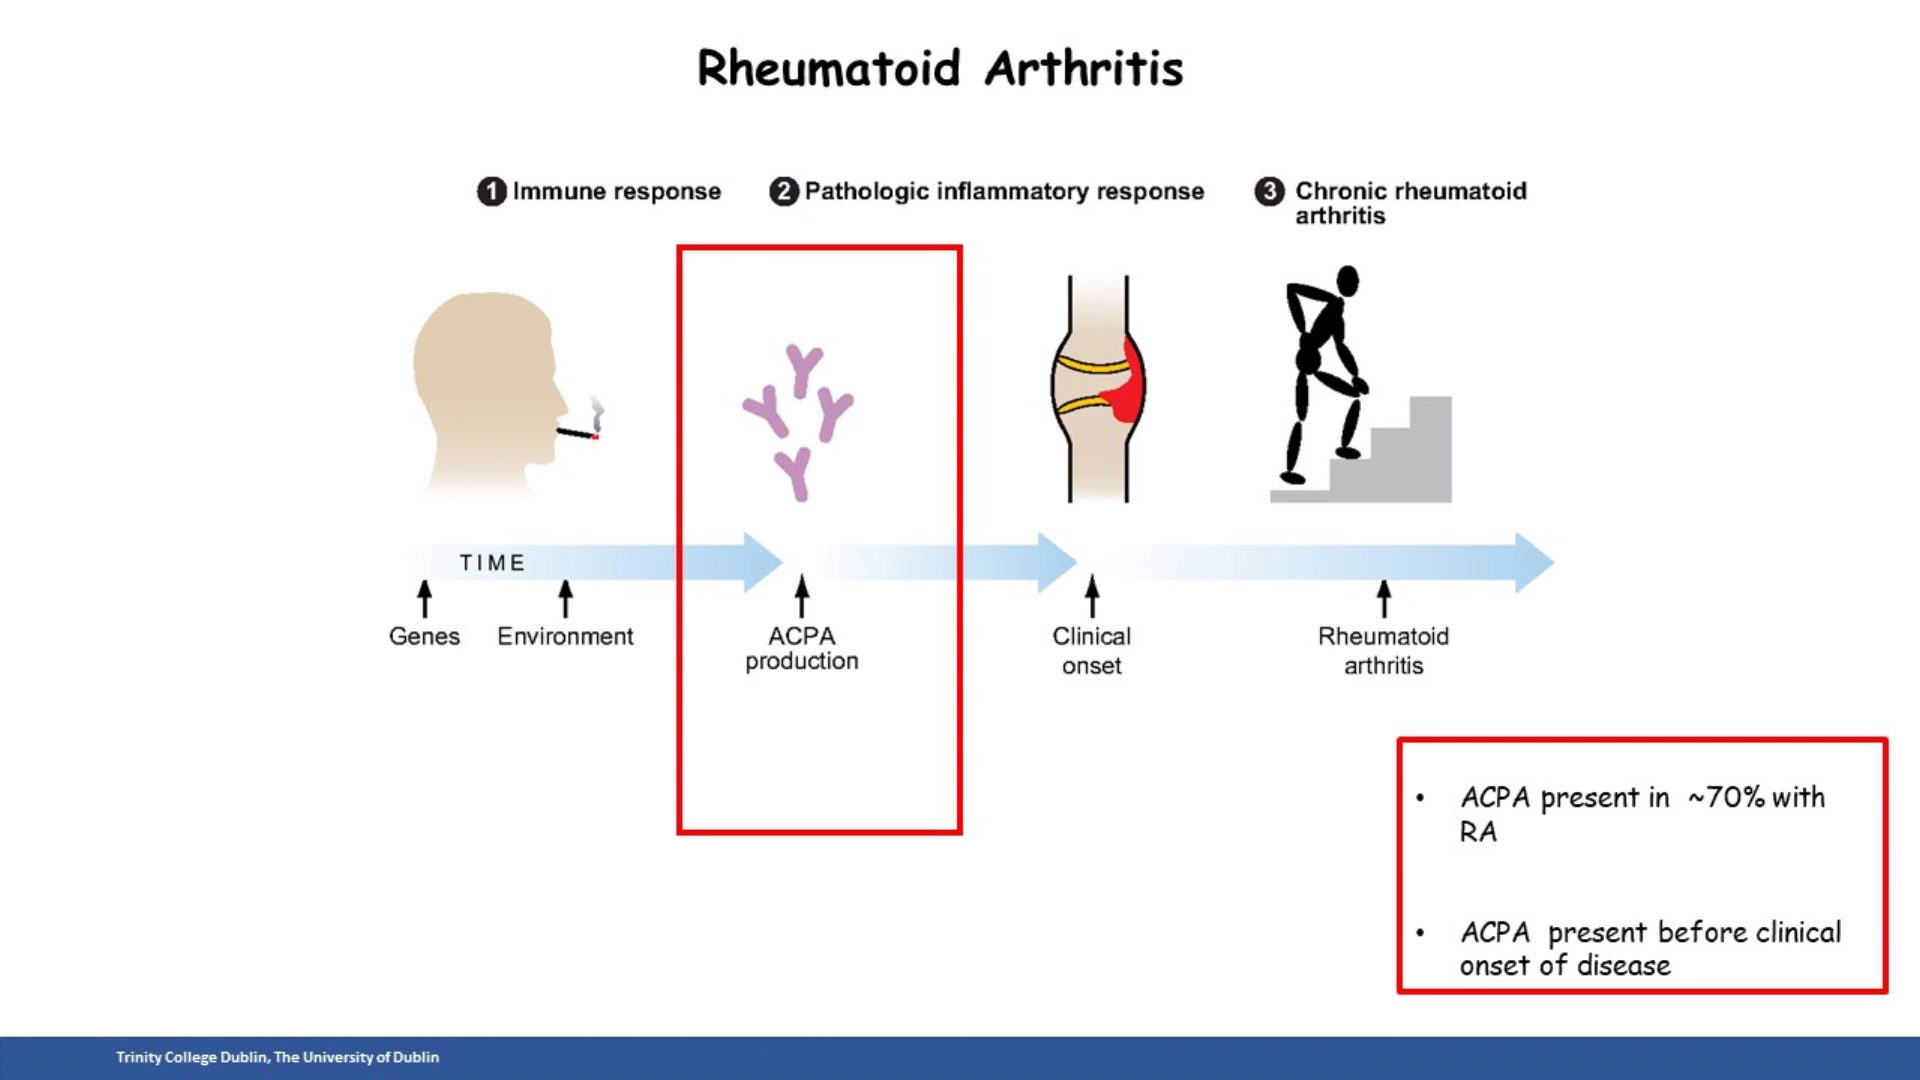 Rheumatoid Arthritis
1 Immune response
2 Pathologic inflammatory response
3 Chronic rheumatoid
arthritis
TIME
Genes
Environment
ACPA
production
Clinical
onset
Rheumatoid
arthritis
• ACPA present in ~70% with
RA
• ACPA present before clinical
onset of disease
Trinity College Dublin, The University of Dublin